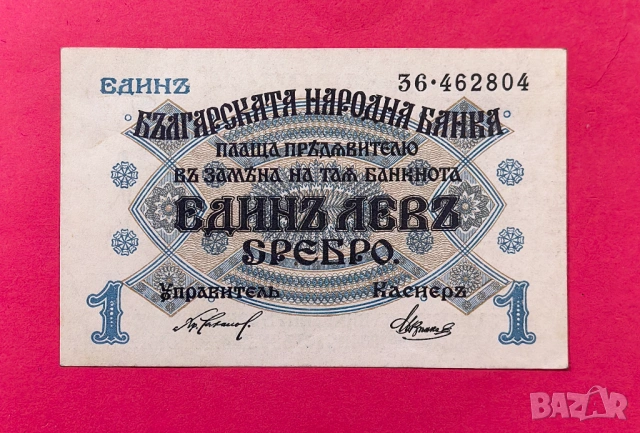 ЕДИНЪ 36·462804
БЪЛГАРСКАТА НАРОДНА БАНКА
ПЛАЩА ПРѢДЯВИТЕЛЮ
ВЪ ЗАМѢНА НА ТАЯ БАНКНОТА
ЕДИНЪ ЛЕВЪ
СРЕБРО.
УПРАВИТЕЛЬ КАСИЕРЪ
1 1
BAZAR